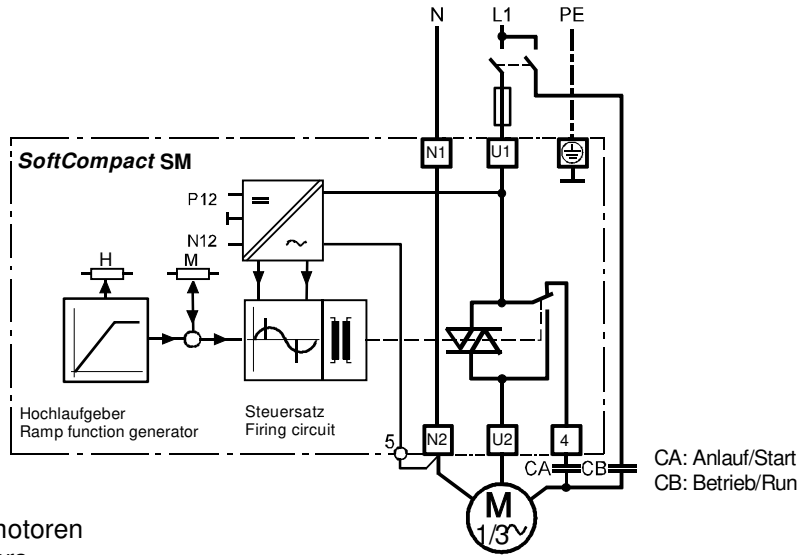 N L1 PE
N1 U1
SoftCompact SM
P12
N12
H M
Hochlaufgeber
Ramp function generator
Steuersatz
Firing circuit
5 N2 U2 4
CA CB
CA: Anlauf/Start
CB: Betrieb/Run
M
1/3~
notoren